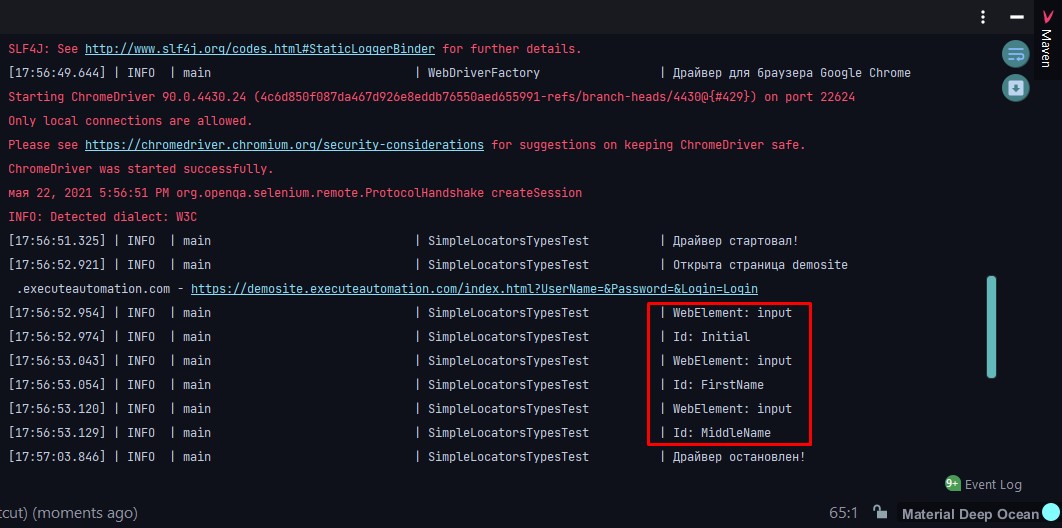 Maven
SLF4J: See http://www.slf4j.org/codes.html#StaticLoggerBinder for further details.
[17:56:49.644] | INFO | main | WebDriverFactory | Драйвер для браузера Google Chrome
Starting ChromeDriver 90.0.4430.24 (4c6d850f087da467d926e8eddb76550aed655991-refs/branch-heads/4430@{#429}) on port 22624
Only local connections are allowed.
Please see https://chromedriver.chromium.org/security-considerations for suggestions on keeping ChromeDriver safe.
ChromeDriver was started successfully.
мая 22, 2021 5:56:51 PM org.openqa.selenium.remote.ProtocolHandshake createSession
INFO: Detected dialect: W3C
[17:56:51.325] | INFO | main | SimpleLocatorsTypesTest | Драйвер стартовал!
[17:56:52.921] | INFO | main | SimpleLocatorsTypesTest | Открыта страница demosite
.executeautomation.com - https://demosite.executeautomation.com/index.html?UserName=&Password=&Login=Login
[17:56:52.954] | INFO | main | SimpleLocatorsTypesTest | WebElement: input
[17:56:52.974] | INFO | main | SimpleLocatorsTypesTest | Id: Initial
[17:56:53.043] | INFO | main | SimpleLocatorsTypesTest | WebElement: input
[17:56:53.054] | INFO | main | SimpleLocatorsTypesTest | Id: FirstName
[17:56:53.120] | INFO | main | SimpleLocatorsTypesTest | WebElement: input
[17:56:53.129] | INFO | main | SimpleLocatorsTypesTest | Id: MiddleName
[17:57:03.846] | INFO | main | SimpleLocatorsTypesTest | Драйвер остановлен!
9+ Event Log
cut) (moments ago) 65:1 Material Deep Ocean